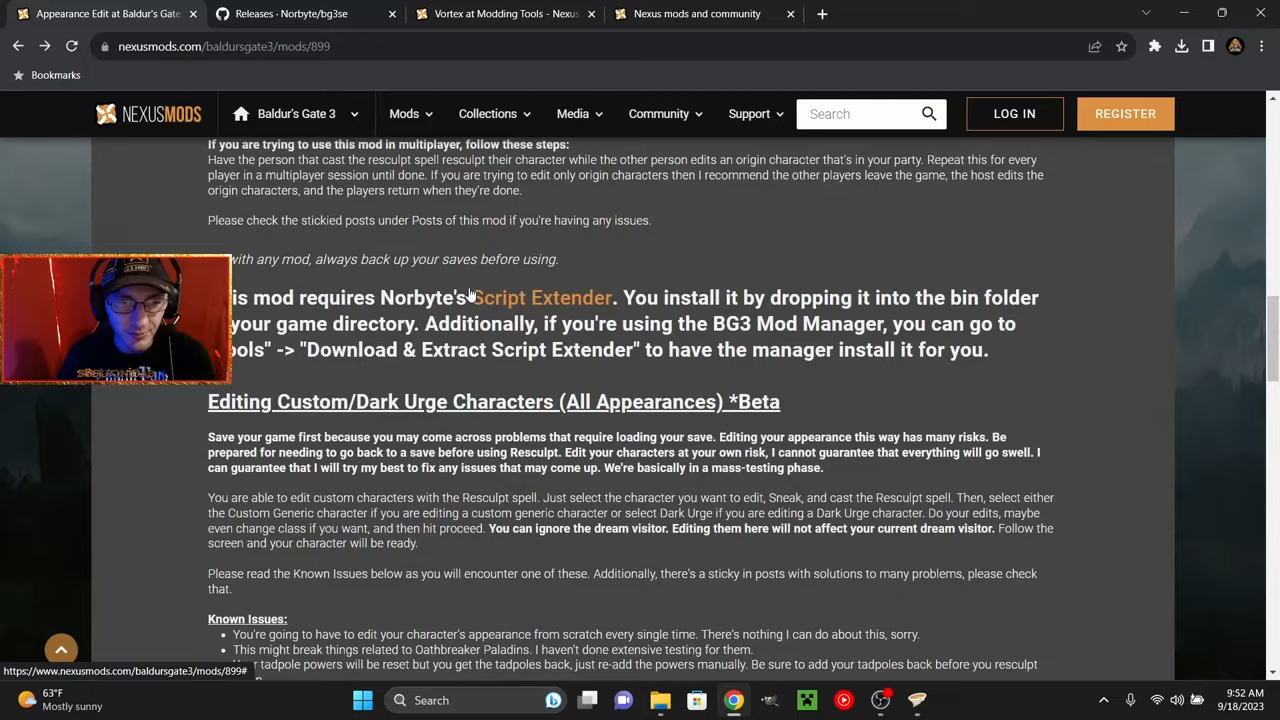 Appearance Edit at Baldur's Gate
Releases · Norbyte/bg3se
Vortex at Modding Tools - Nexus
Nexus mods and community
nexusmods.com/baldursgate3/mods/899
Bookmarks
NEXUSMODS
Baldur's Gate 3
Mods
Collections
Media
Community
Support
Search
LOG IN
REGISTER
If you are trying to use this mod in multiplayer, follow these steps:
Have the person that cast the resculpt spell resculpt their character while the other person edits an origin character that's in your party. Repeat this for every
player in a multiplayer session until done. If you are trying to edit only origin characters then I recommend the other players leave the game, the host edits the
origin characters, and the players return when they're done.
Please check the stickied posts under Posts of this mod if you're having any issues.
with any mod, always back up your saves before using.
is mod requires Norbyte's Script Extender. You install it by dropping it into the bin folder
your game directory. Additionally, if you're using the BG3 Mod Manager, you can go to
ools" -> "Download & Extract Script Extender" to have the manager install it for you.
Editing Custom/Dark Urge Characters (All Appearances) *Beta
Save your game first because you may come across problems that require loading your save. Editing your appearance this way has many risks. Be
prepared for needing to go back to a save before using Resculpt. Edit your characters at your own risk, I cannot guarantee that everything will go swell. I
can guarantee that I will try my best to fix any issues that may come up. We're basically in a mass-testing phase.
You are able to edit custom characters with the Resculpt spell. Just select the character you want to edit, Sneak, and cast the Resculpt spell. Then, select either
the Custom Generic character if you are editing a custom generic character or select Dark Urge if you are editing a Dark Urge character. Do your edits, maybe
even change class if you want, and then hit proceed. You can ignore the dream visitor. Editing them here will not affect your current dream visitor. Follow the
screen and your character will be ready.
Please read the Known Issues below as you will encounter one of these. Additionally, there's a sticky in posts with solutions to many problems, please check
that.
Known Issues:
• You're going to have to edit your character's appearance from scratch every single time. There's nothing I can do about this, sorry.
• This might break things related to Oathbreaker Paladins. I haven't done extensive testing for them.
Your tadpole powers will be reset but you get the tadpoles back, just re-add the powers manually. Be sure to add your tadpoles back before you resculpt
https://www.nexusmods.com/baldursgate3/mods/899#
63°F
Mostly sunny
Search
9:52 AM
9/18/2023